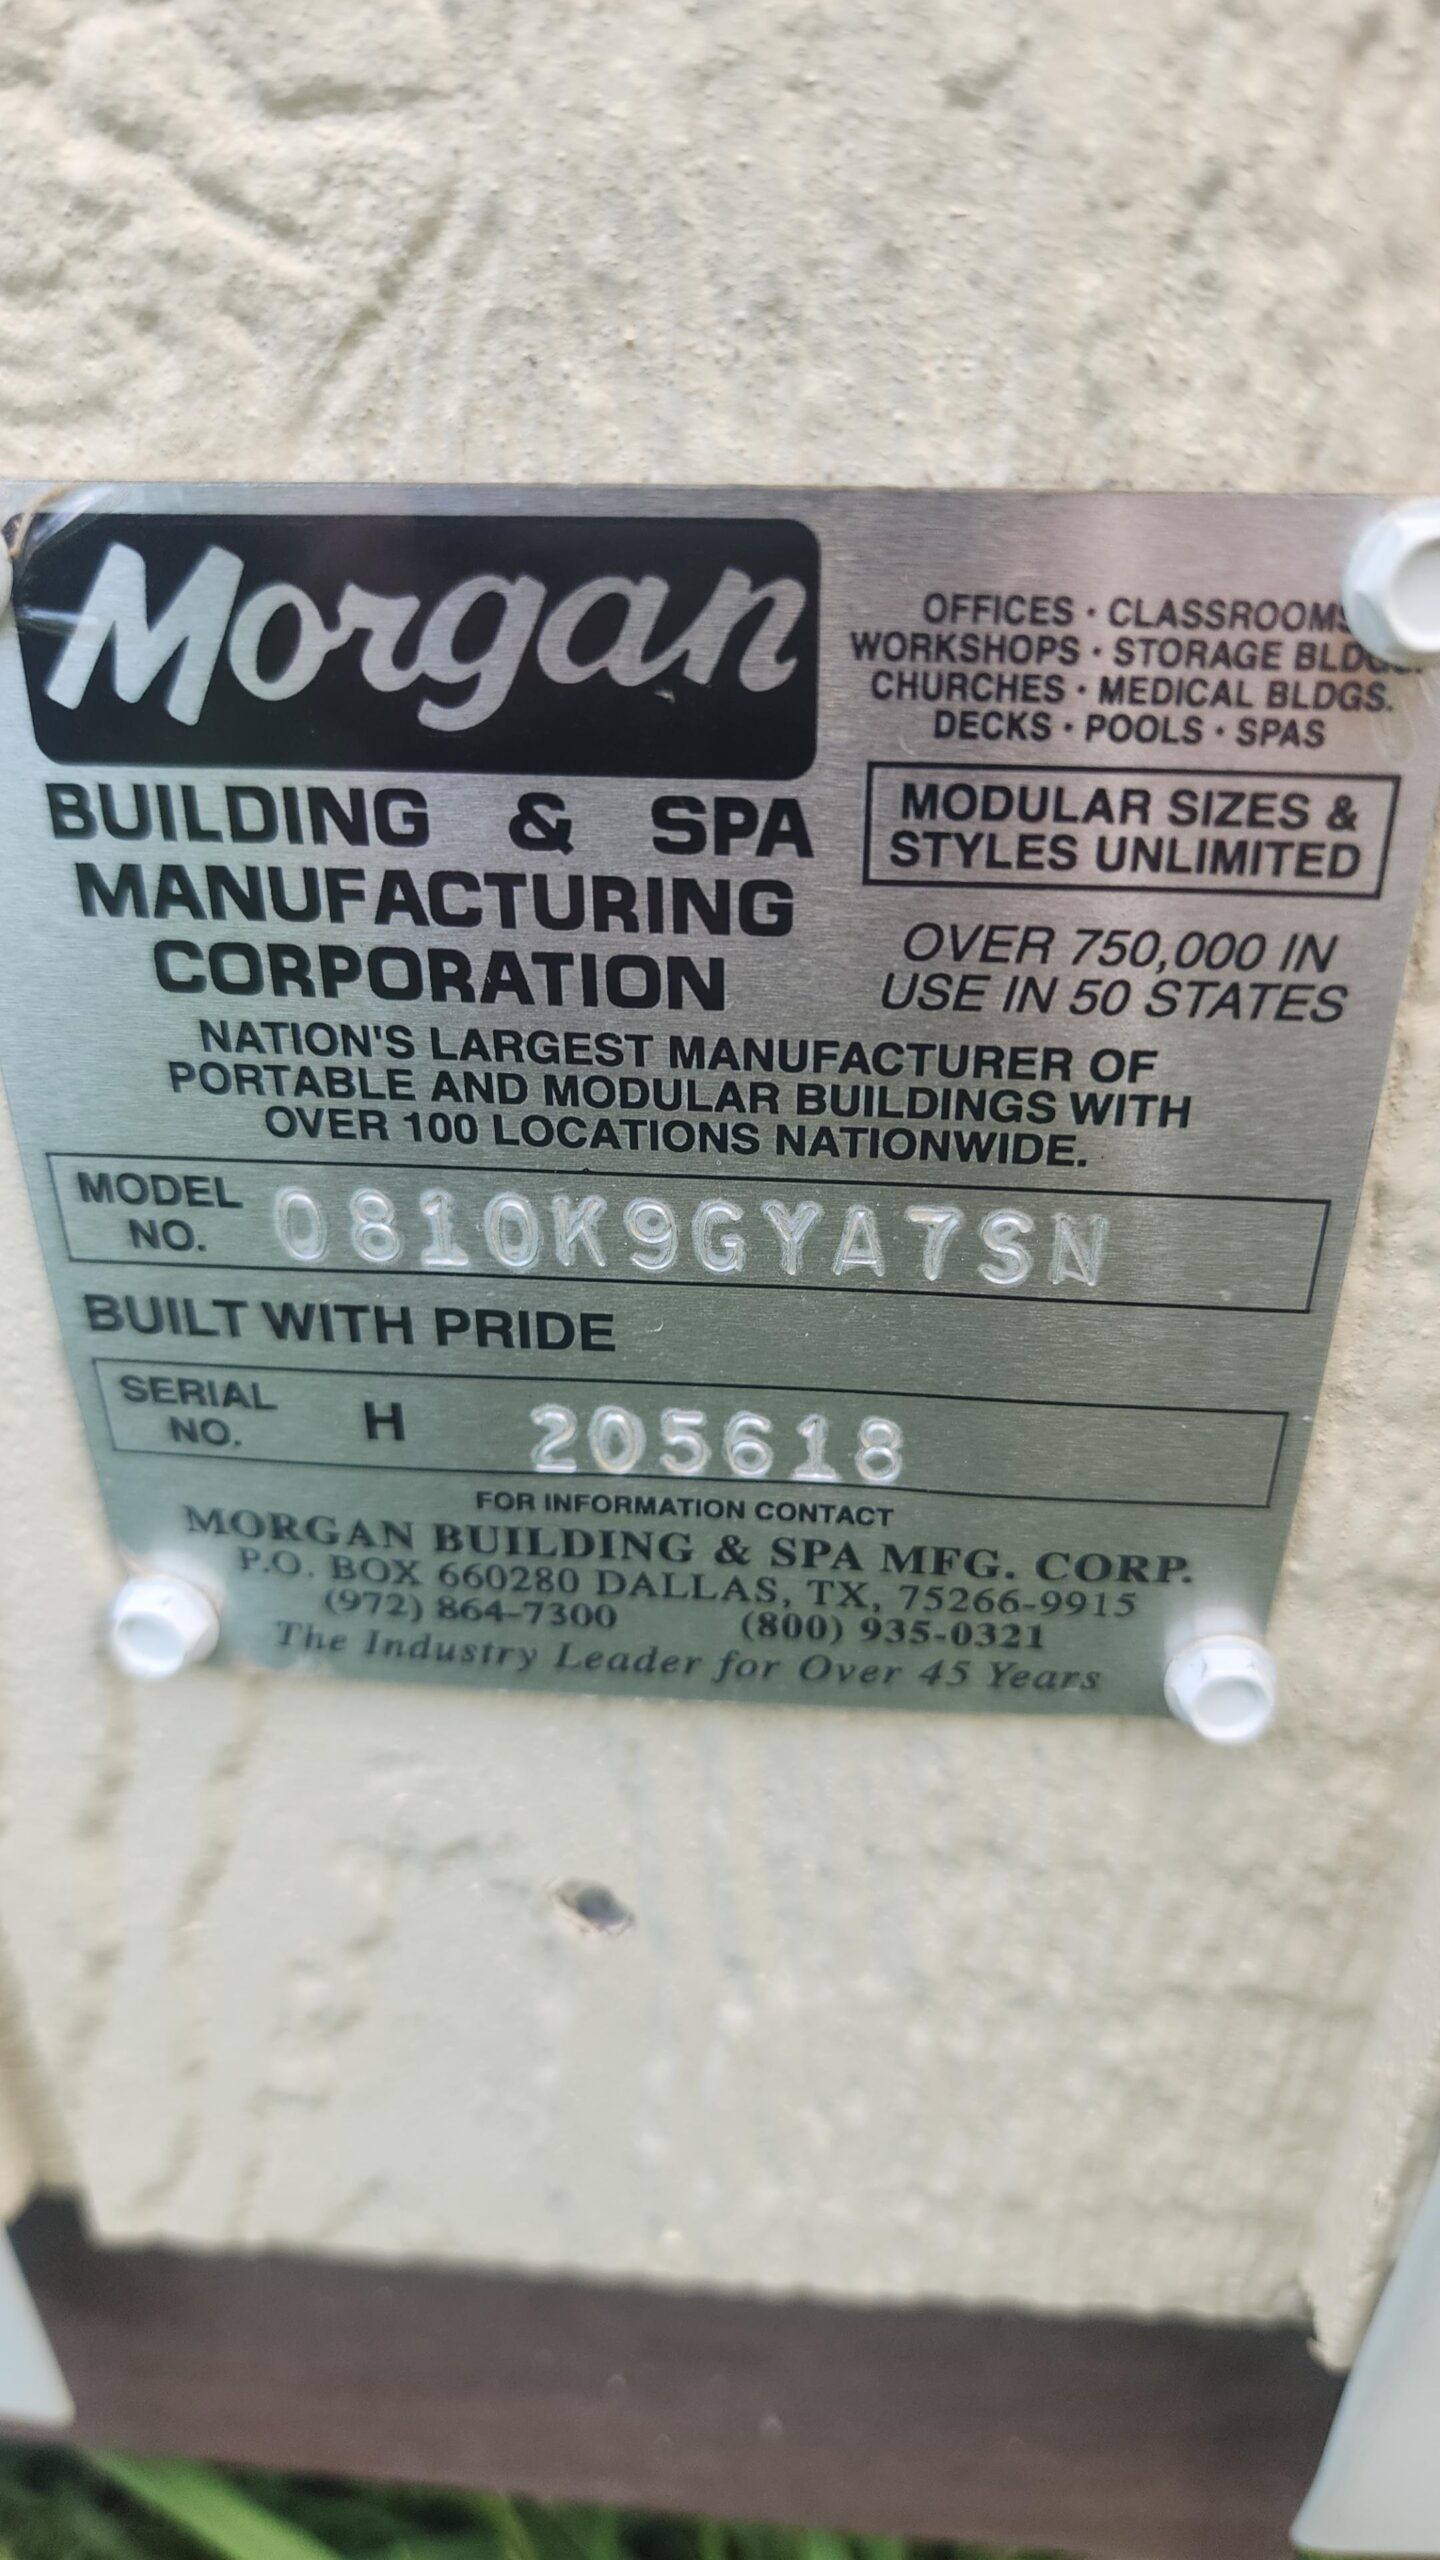 Morgan
BUILDING & SPA
MANUFACTURING
CORPORATION
OFFICES · CLASSROOMS
WORKSHOPS · STORAGE BLDGS.
CHURCHES · MEDICAL BLDGS.
DECKS · POOLS · SPAS
MODULAR SIZES &
STYLES UNLIMITED
OVER 750,000 IN
USE IN 50 STATES
NATION'S LARGEST MANUFACTURER OF
PORTABLE AND MODULAR BUILDINGS WITH
OVER 100 LOCATIONS NATIONWIDE.
MODEL
NO. 0810K9GYA7SN
BUILT WITH PRIDE
SERIAL
NO. H 205618
FOR INFORMATION CONTACT
MORGAN BUILDING & SPA MFG. CORP.
P.O. BOX 660280 DALLAS, TX, 75266-9915
(972) 864-7300 (800) 935-0321
The Industry Leader for Over 45 Years